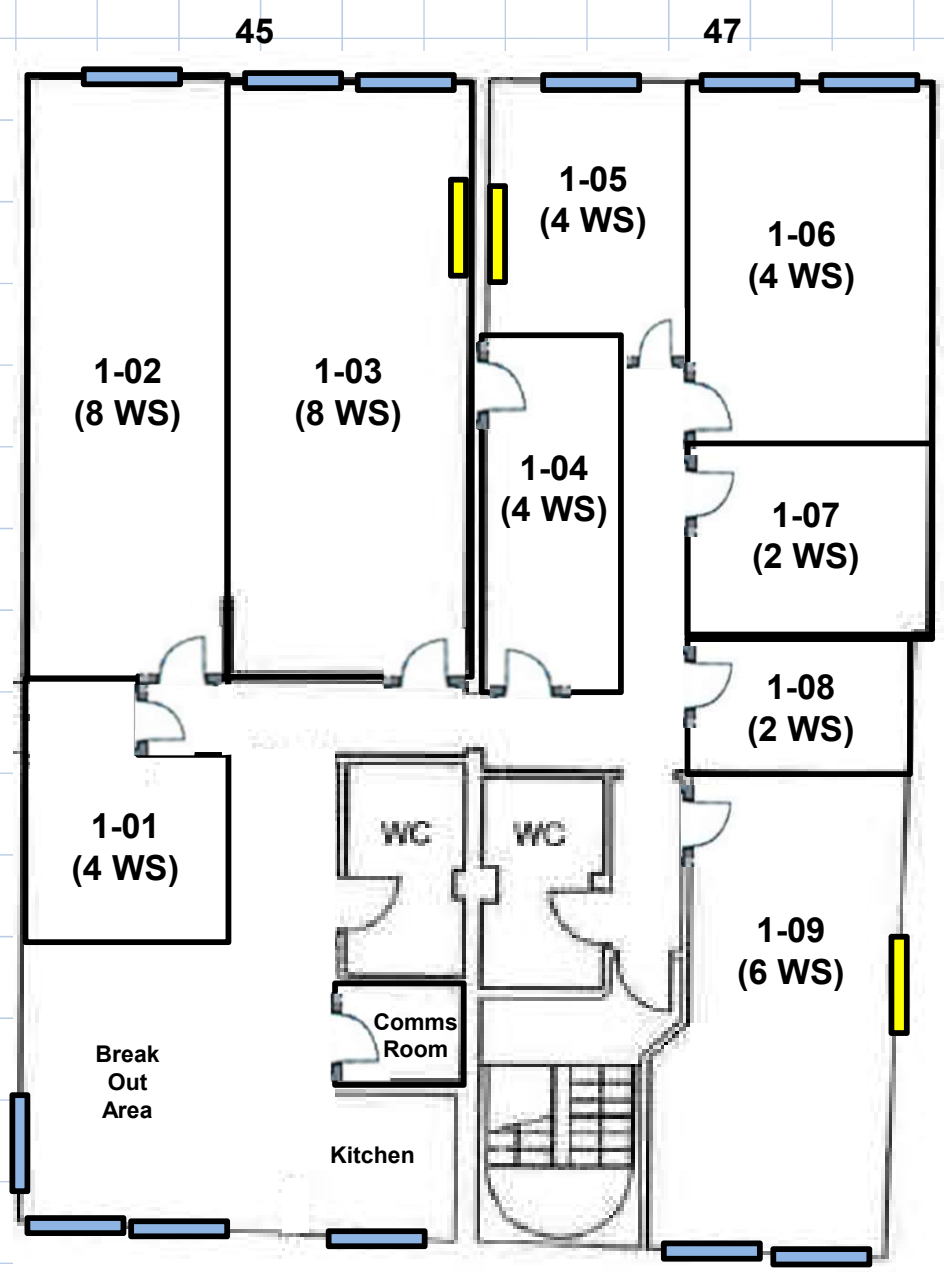 45
47
1-05
(4 WS)
1-06
(4 WS)
1-02
(8 WS)
1-03
(8 WS)
1-04
(4 WS)
1-07
(2 WS)
1-08
(2 WS)
1-01
(4 WS)
WC
WC
1-09
(6 WS)
Comms
Room
Break
Out
Area
Kitchen